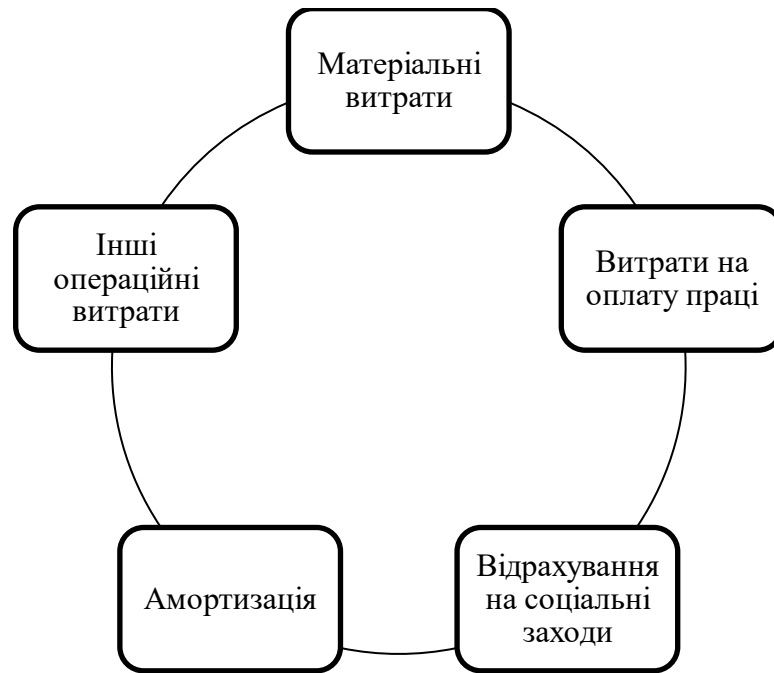 Матеріальні
витрати
Витрати на
оплату праці
Відрахування
на соціальні
заходи
Амортизація
Інші
операційні
витрати